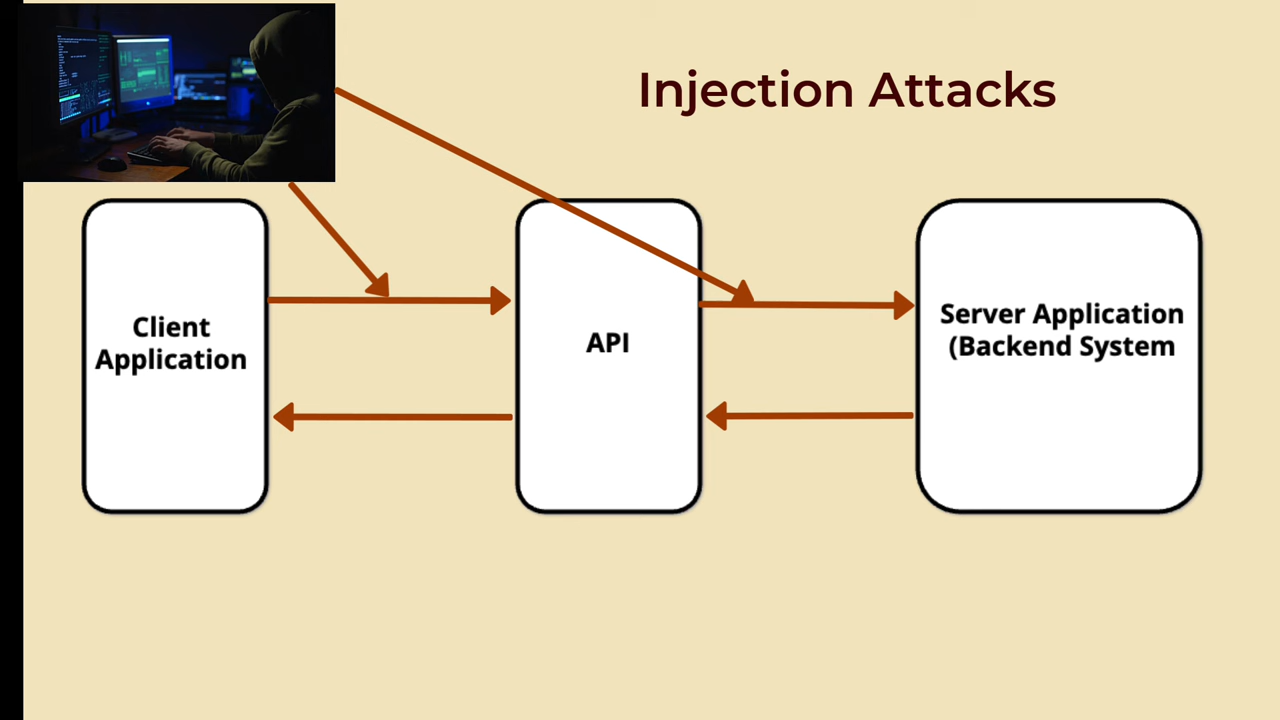 Injection Attacks
Client
Application
API
Server Application
(Backend System